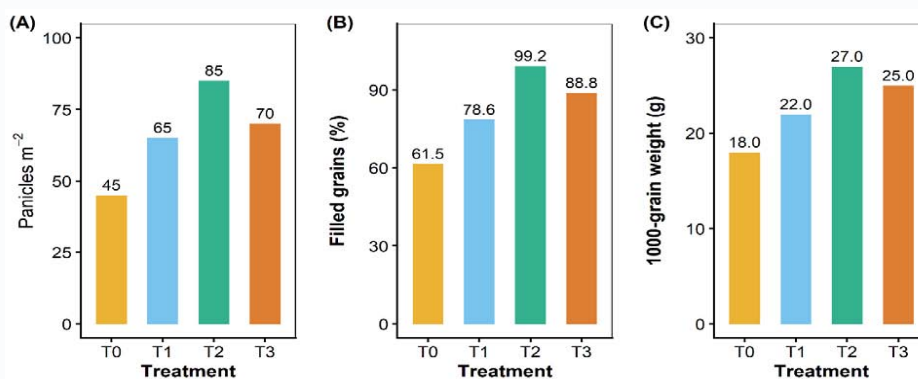 (A)
Panicles m⁻²
100
75
50
25
0
45
65
85
70
T0 T1 T2 T3
Treatment
(B)
Filled grains (%)
90
60
30
0
61.5
78.6
99.2
88.8
T0 T1 T2 T3
Treatment
(C)
1000-grain weight (g)
30
20
10
0
18.0
22.0
27.0
25.0
T0 T1 T2 T3
Treatment